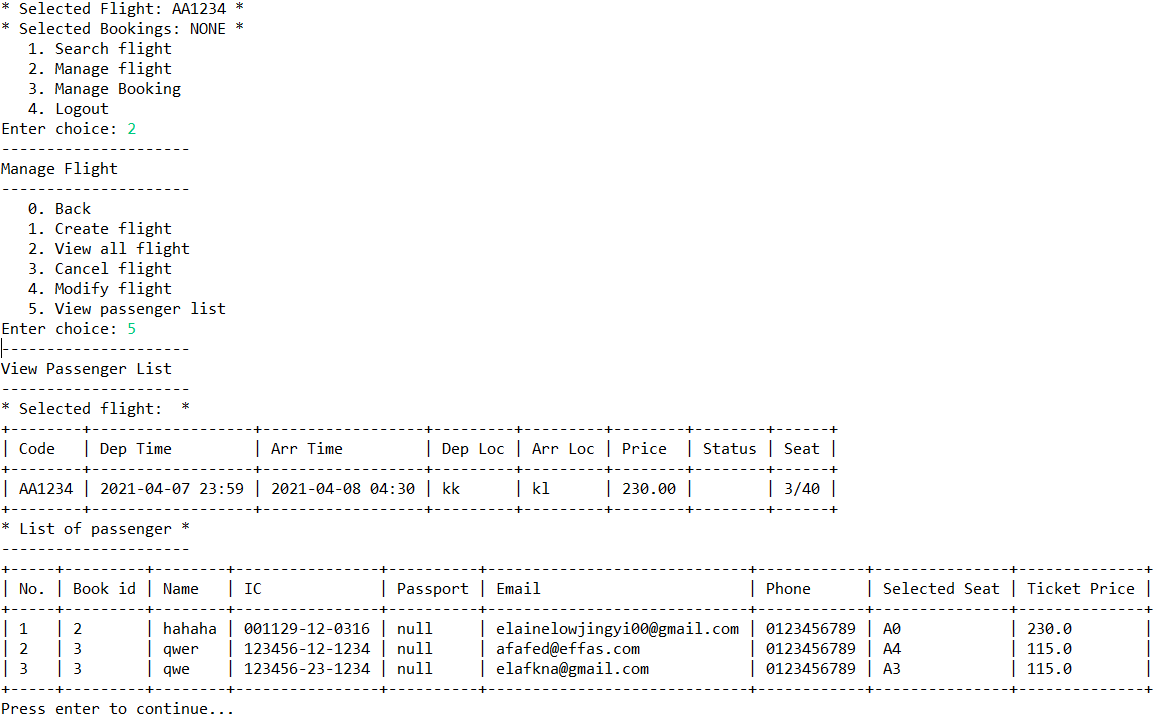 * Selected Flight: AA1234 *
* Selected Bookings: NONE *
   1. Search flight
   2. Manage flight
   3. Manage Booking
   4. Logout
Enter choice: 2
---------------------
Manage Flight
---------------------
   0. Back
   1. Create flight
   2. View all flight
   3. Cancel flight
   4. Modify flight
   5. View passenger list
Enter choice: 5
---------------------
View Passenger List
---------------------
* Selected flight:  *
+--------+------------------+------------------+---------+---------+--------+--------+------+
| Code   | Dep Time         | Arr Time         | Dep Loc | Arr Loc | Price  | Status | Seat |
+--------+------------------+------------------+---------+---------+--------+--------+------+
| AA1234 | 2021-04-07 23:59 | 2021-04-08 04:30 | kk      | kl      | 230.00 |        | 3/40 |
+--------+------------------+------------------+---------+---------+--------+--------+------+
* List of passenger *
---------------------
+-----+---------+--------+----------------+----------+-----------------------------+------------+---------------+--------------+
| No. | Book id | Name   | IC             | Passport | Email                       | Phone      | Selected Seat | Ticket Price |
+-----+---------+--------+----------------+----------+-----------------------------+------------+---------------+--------------+
| 1   | 2       | hahaha | 001129-12-0316 | null     | elainelowjingyi00@gmail.com | 0123456789 | A0            | 230.0        |
| 2   | 3       | qwer   | 123456-12-1234 | null     | afafed@effas.com            | 0123456789 | A4            | 115.0        |
| 3   | 3       | qwe    | 123456-23-1234 | null     | elafkna@gmail.com           | 0123456789 | A3            | 115.0        |
+-----+---------+--------+----------------+----------+-----------------------------+------------+---------------+--------------+
Press enter to continue...